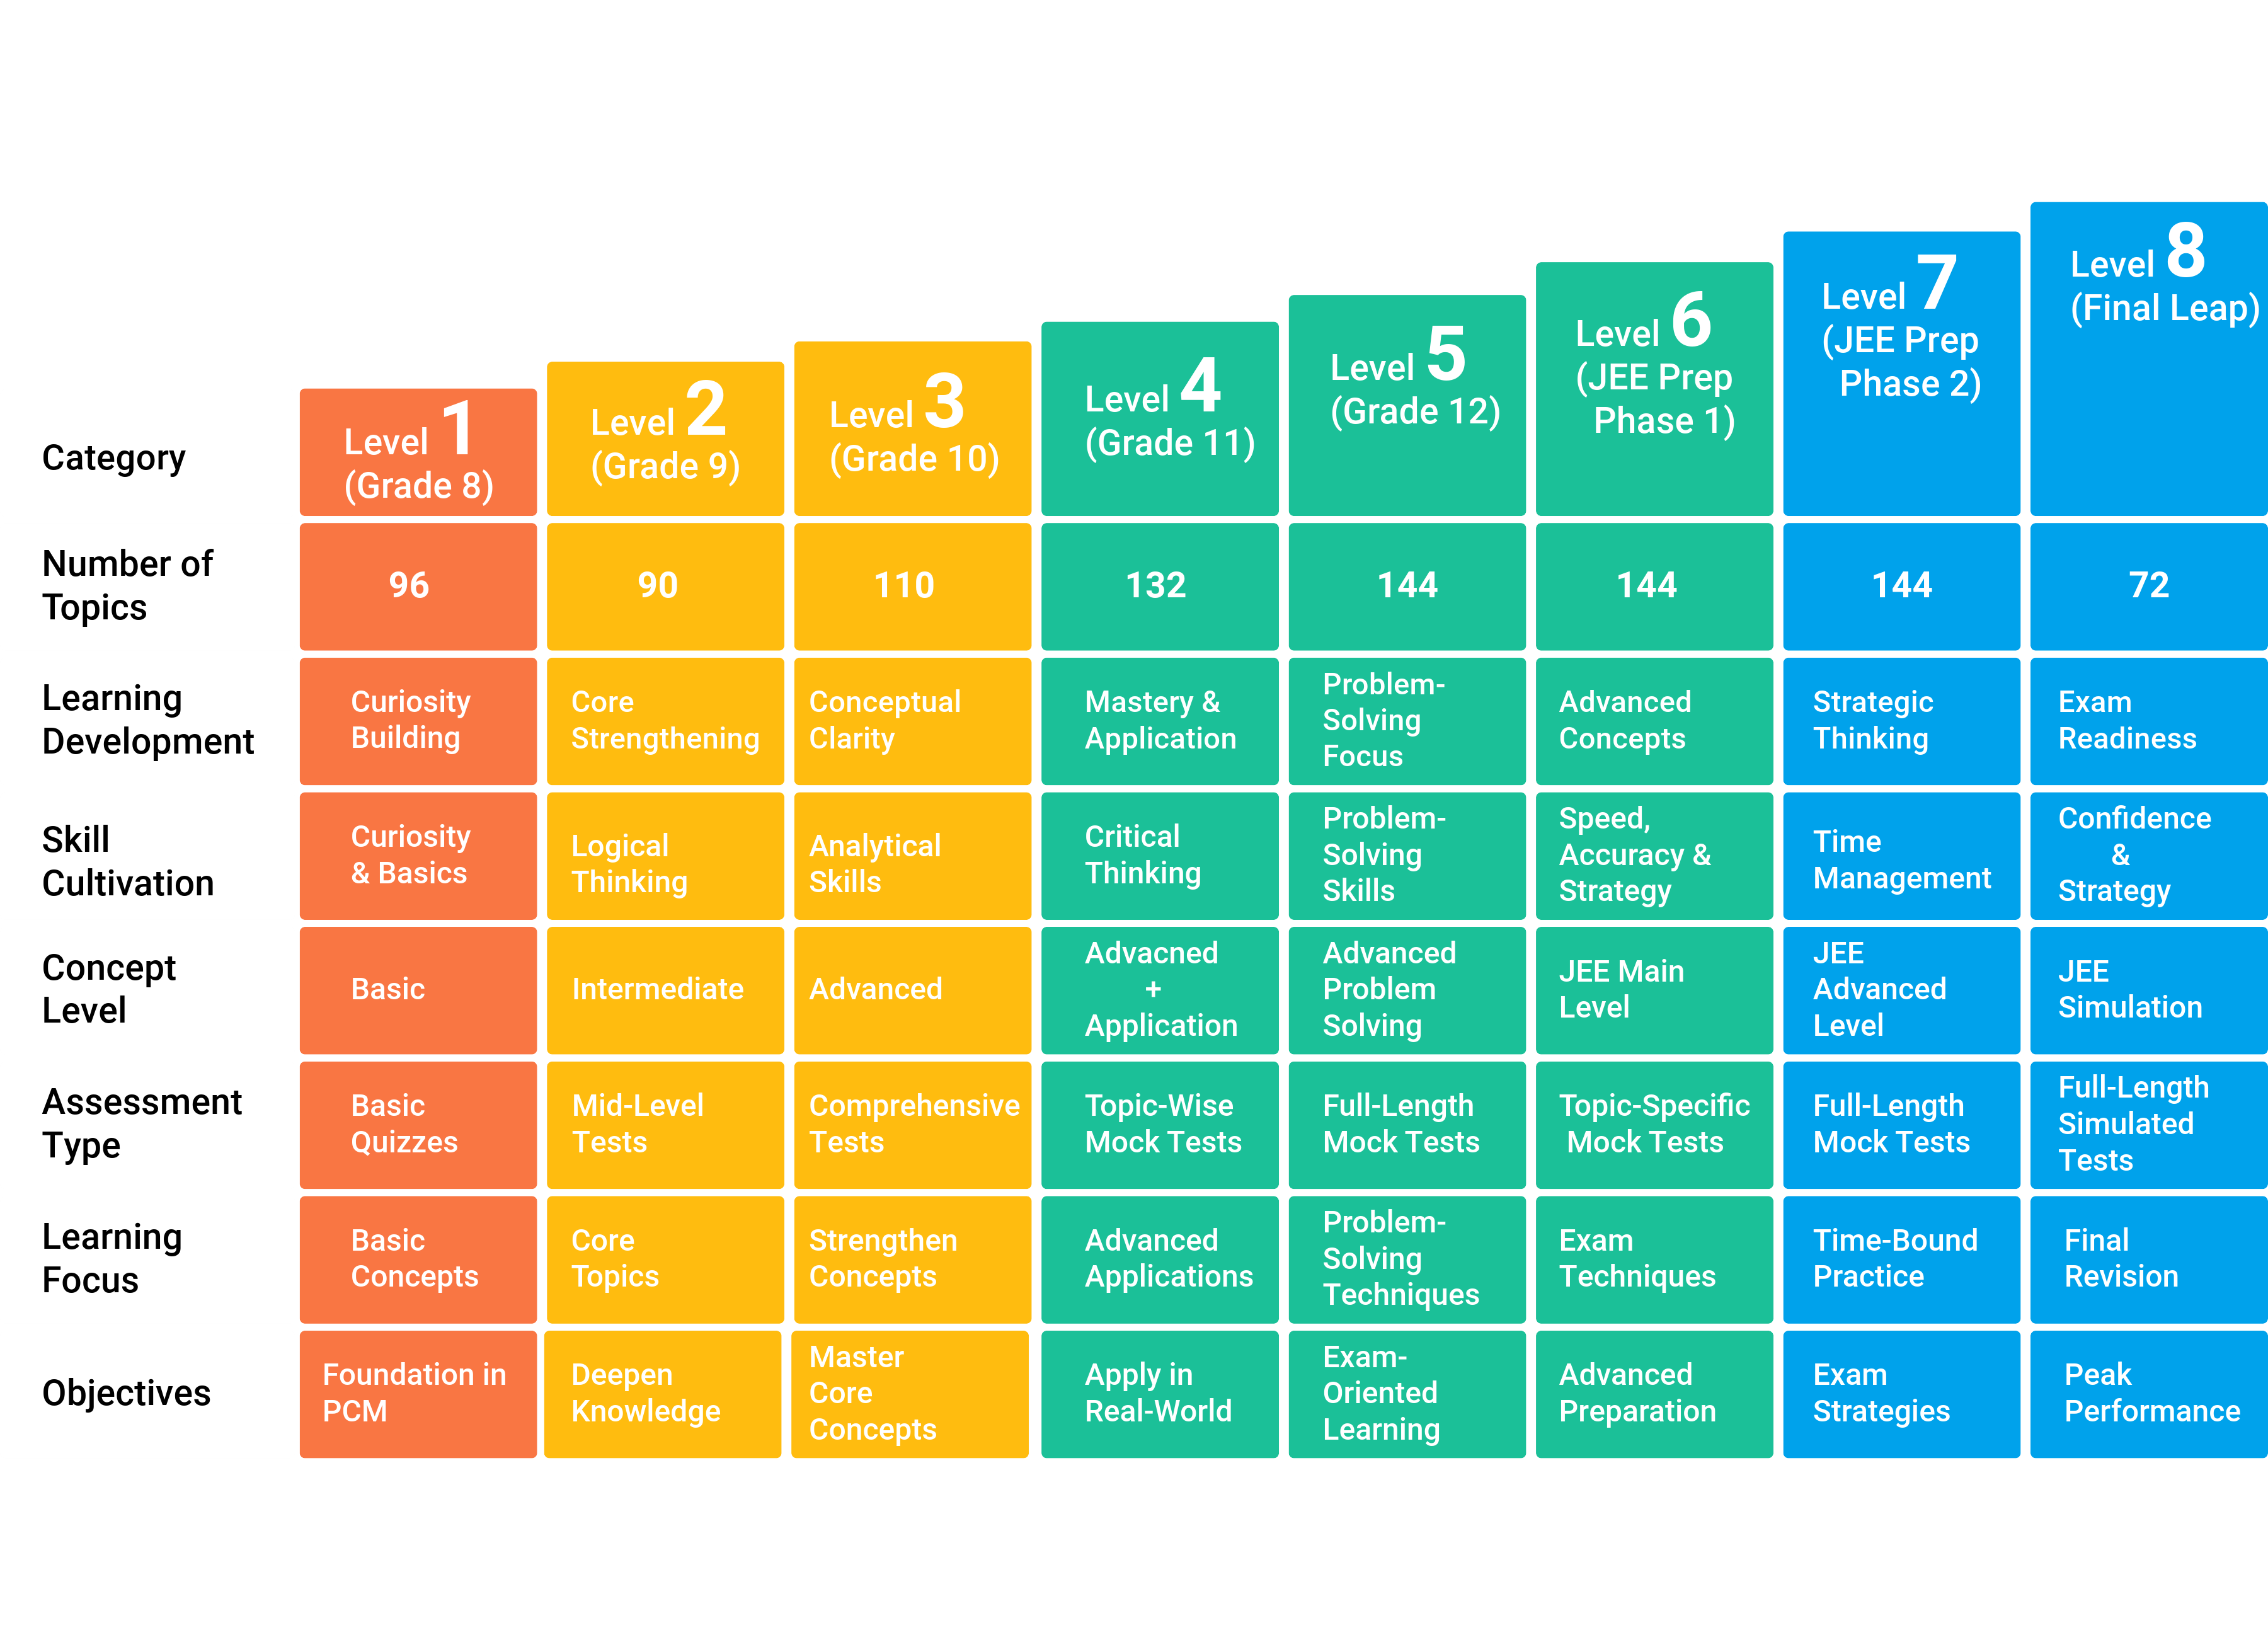 Category
Level 1
(Grade 8)
Level 2
(Grade 9)
Level 3
(Grade 10)
Level 4
(Grade 11)
Level 5
(Grade 12)
Level 6
(JEE Prep
Phase 1)
Level 7
(JEE Prep
Phase 2)
Level 8
(Final Leap)
Number of
Topics
96
90
110
132
144
144
144
72
Learning
Development
Curiosity
Building
Core
Strengthening
Conceptual
Clarity
Mastery &
Application
Problem-
Solving
Focus
Advanced
Concepts
Strategic
Thinking
Exam
Readiness
Skill
Cultivation
Curiosity
& Basics
Logical
Thinking
Analytical
Skills
Critical
Thinking
Problem-
Solving
Skills
Speed,
Accuracy &
Strategy
Time
Management
Confidence
&
Strategy
Concept
Level
Basic
Intermediate
Advanced
Advacned
+
Application
Advanced
Problem
Solving
JEE Main
Level
JEE
Advanced
Level
JEE
Simulation
Assessment
Type
Basic
Quizzes
Mid-Level
Tests
Comprehensive
Tests
Topic-Wise
Mock Tests
Full-Length
Mock Tests
Topic-Specific
Mock Tests
Full-Length
Mock Tests
Full-Length
Simulated
Tests
Learning
Focus
Basic
Concepts
Core
Topics
Strengthen
Concepts
Advanced
Applications
Problem-
Solving
Techniques
Exam
Techniques
Time-Bound
Practice
Final
Revision
Objectives
Foundation in
PCM
Deepen
Knowledge
Master
Core
Concepts
Apply in
Real-World
Exam-
Oriented
Learning
Advanced
Preparation
Exam
Strategies
Peak
Performance